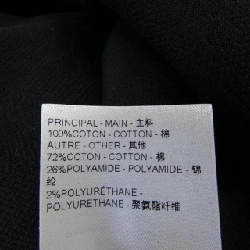 PRINCIPAL - MAIN - 主料
100%COTON - COTTON - 棉
AUTRE - OTHER - 其他
72%COTON - COTTON - 棉
26%POLYAMIDE - POLYAMIDE - 锦
纶
2%POLYURÉTHANE -
POLYURETHANE - 聚氨酯纤维